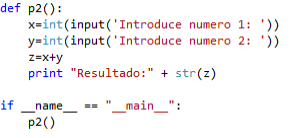 def p2():
    x=int(input('Introduce numero 1: '))
    y=int(input('Introduce numero 2: '))
    z=x+y
    print "Resultado:" + str(z)

if __name__ == "__main__":
    p2()